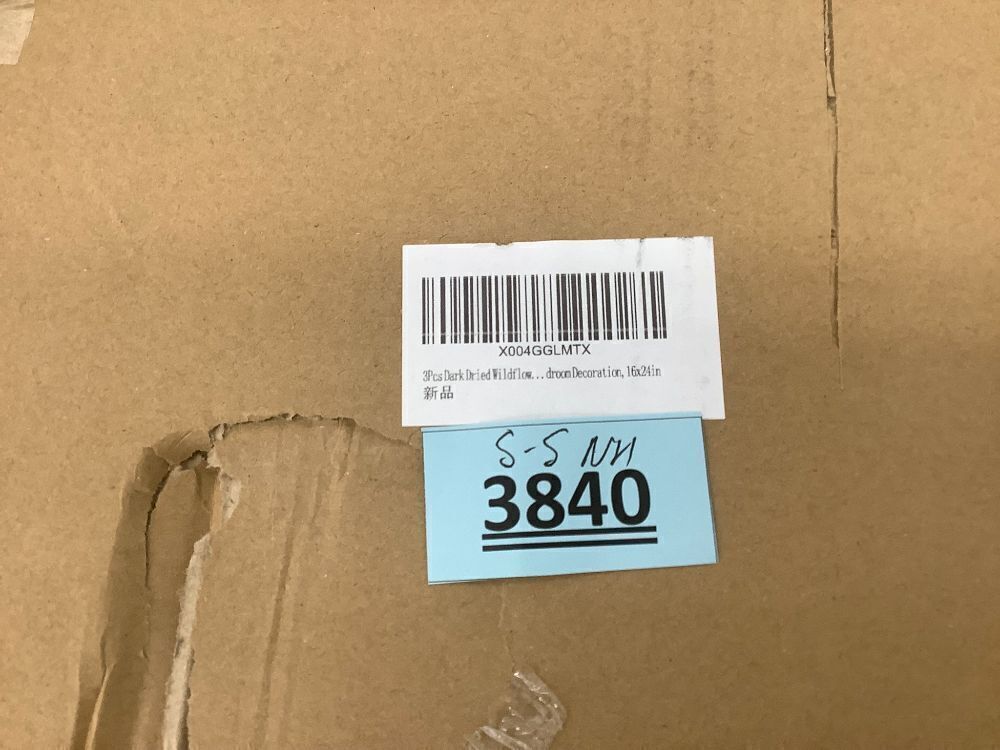 X004GGLMTX
3Pcs Dark Dried Wildflow...droom Decoration, 16x24in
新品
S-S NH
3840